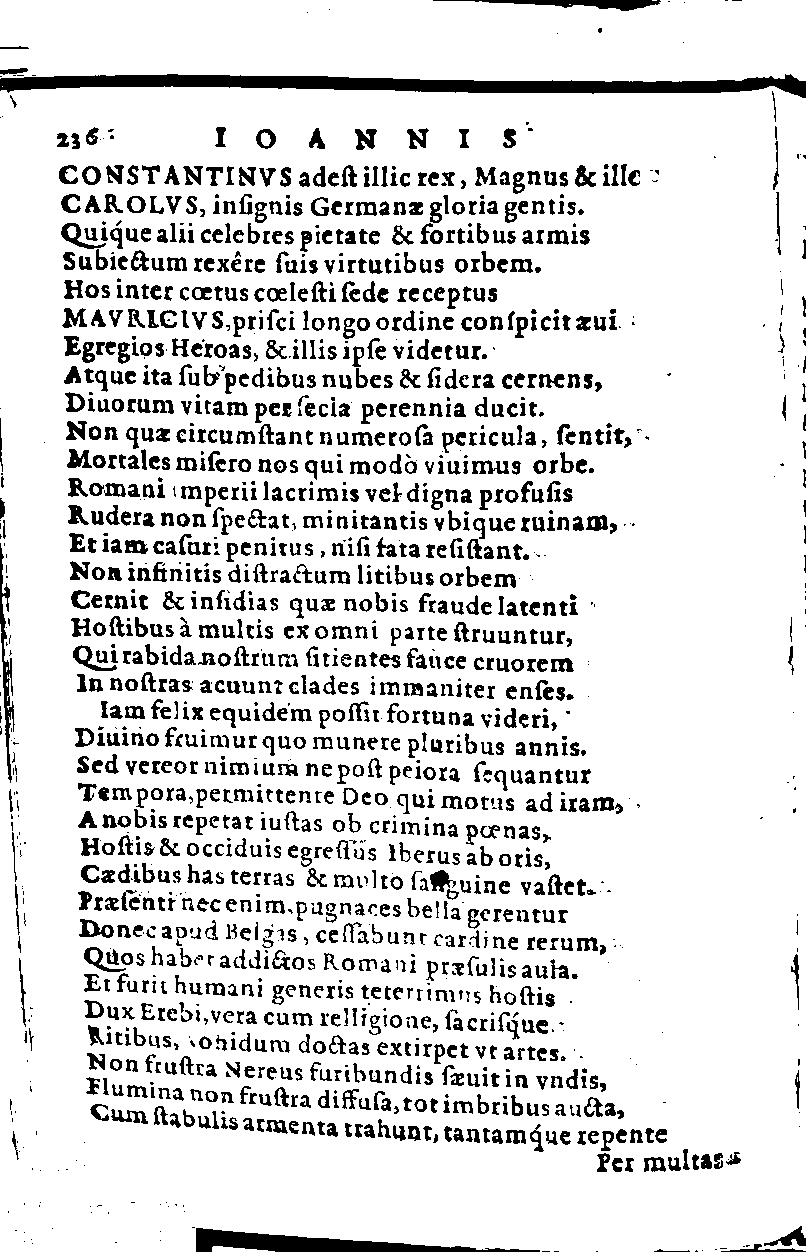 236 IOANNIS
CONSTANTINVS adeſt illic rex, Magnus & ille
CAROLVS, inſignis Germanæ gloria gentis.
Quiq́ue alii celebres pietate & fortibus armis
Subiectum rexêre ſuis virtutibus orbem.
Hos inter cœtus cœleſti ſede receptus
MAVRICIVS, priſci longo ordine conſpicit æui
Egregios Heroas, & illis ipſe videtur.
Atque ita ſub pedibus nubes & ſidera cernens,
Diuorum vitam per ſecla perennia ducit.
Non quæ circumſtant numeroſa pericula, ſentit,
Mortales miſero nos qui modò viuimus orbe.
Romani imperii lacrimis vel digna profuſis
Rudera non ſpectat, minitantis vbique ruinam,
Et iam caſuri penitus, niſi fata reſiſtant.
Non infinitis diſtractum litibus orbem
Cernit & inſidias quæ nobis fraude latenti
Hoſtibus à multis ex omni parte ſtruuntur,
Qui rabida noſtrum ſitientes fauce cruorem
In noſtras acuunt clades immaniter enſes.
Iam felix equidem poſſit fortuna videri,
Diuino fruimur quo munere pluribus annis.
Sed vereor nimium ne poſt peiora ſequantur
Tempora, permittente Deo qui motus ad iram,
A nobis repetat iuſtas ob crimina pœnas,
Hoſtis & occiduis egreſſus Iberus ab oris,
Cædibus has terras & multo ſanguine vaſtet.
Præſenti nec enim pugnaces bella gerentur
Donec apud Belgas, ceſſabunt cardine rerum,
Quos habet addictos Romani præſulis aula.
Et furit humani generis teterrimus hoſtis
Dux Erebi, vera cum relligione, ſacriſq́ue
Ritibus, Aonidum doctas extirpet vt artes.
Non fruſtra Nereus furibundis ſæuit in vndis,
Flumina non fruſtra diffuſa, tot imbribus aucta,
Cum ſtabulis armenta trahunt, tantamq́ue repente
Per multas